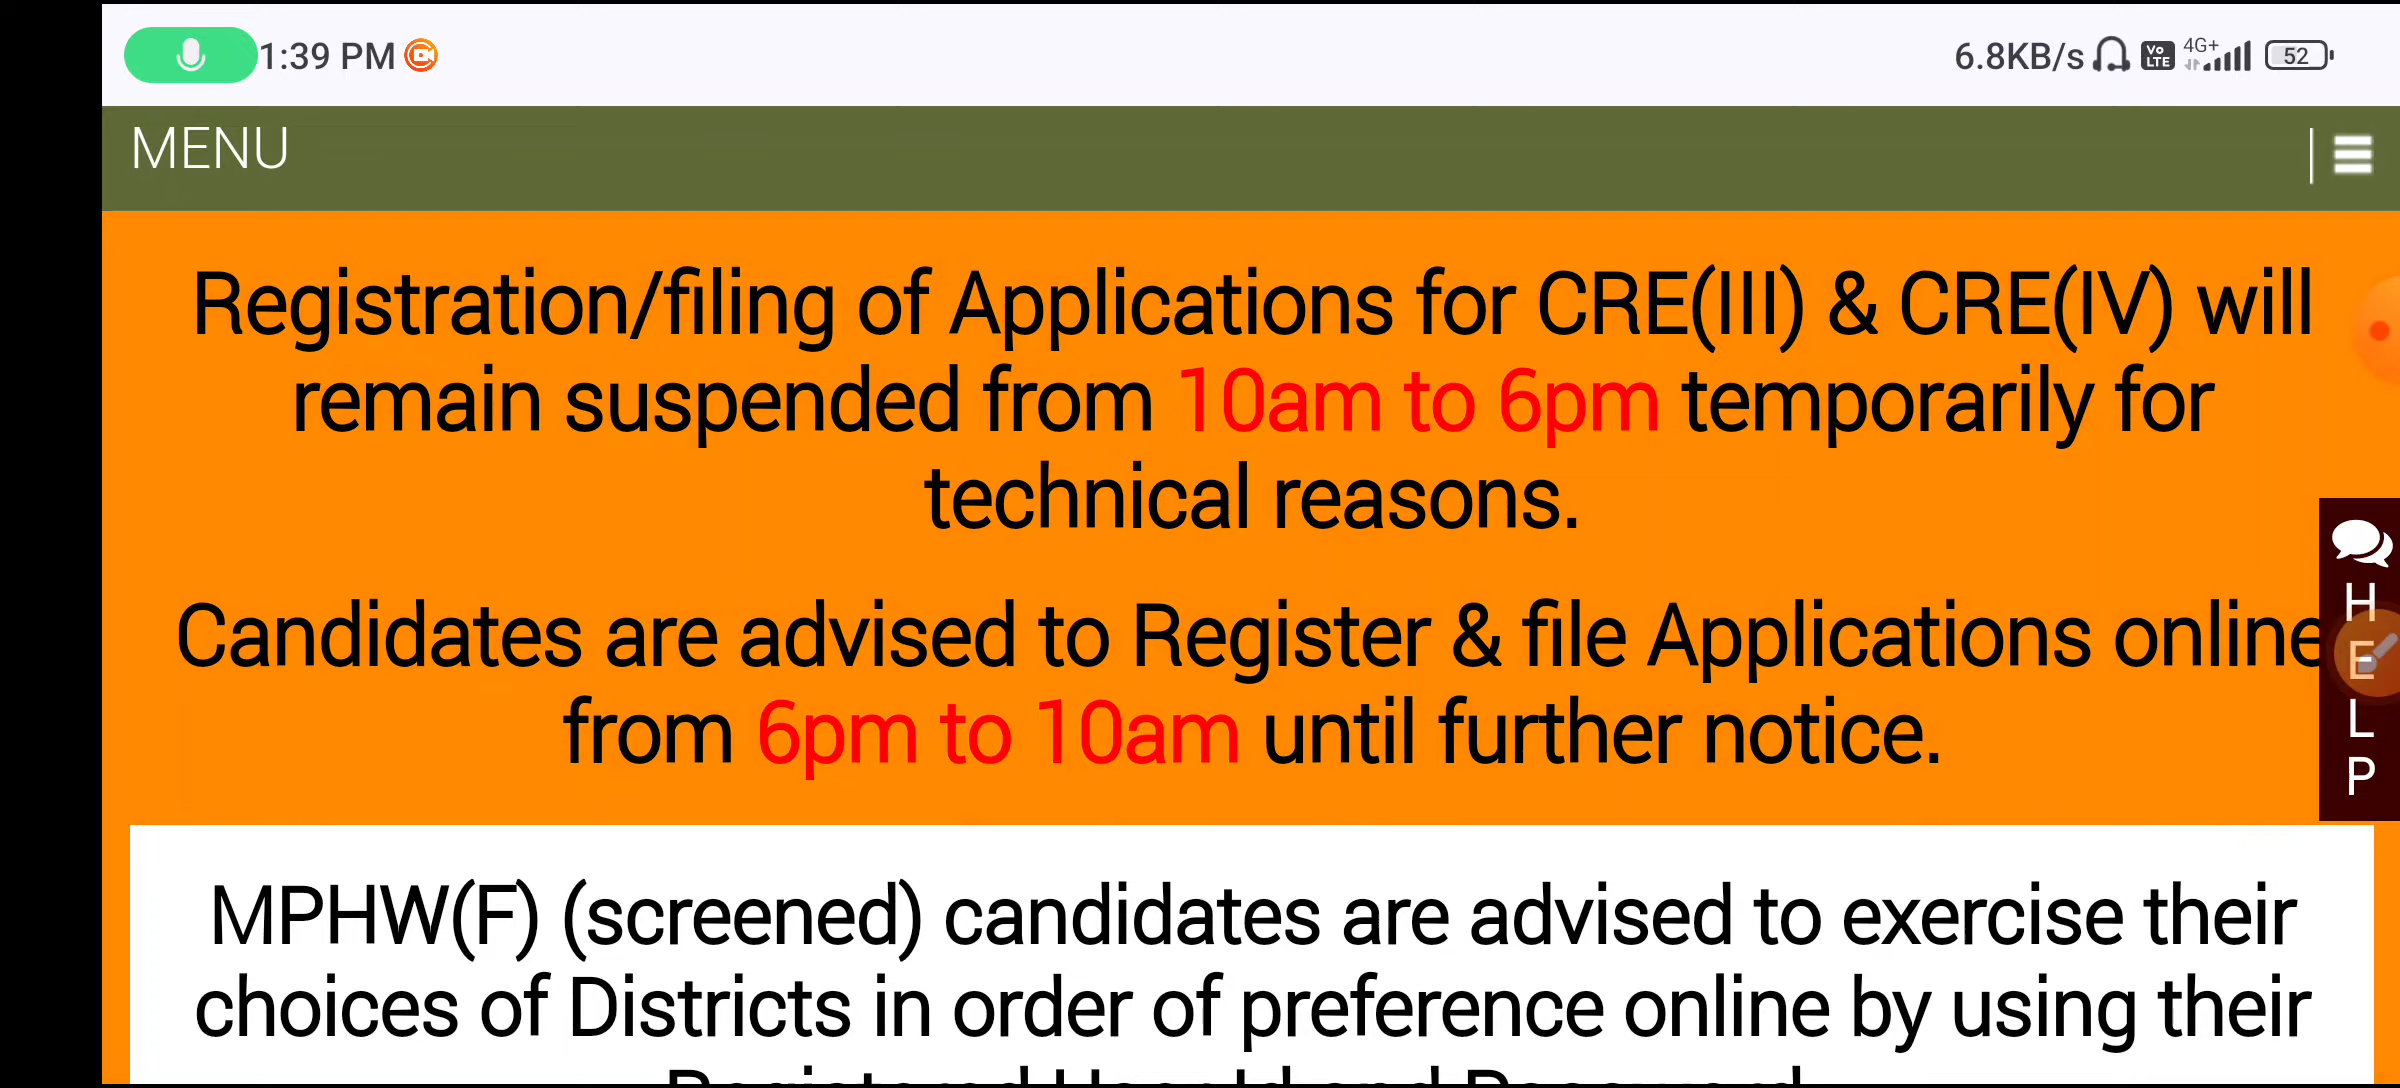 1:39 PM
6.8KB/s Vo LTE 4G+ 52
MENU
Registration/filing of Applications for CRE(III) & CRE(IV) will
remain suspended from 10am to 6pm temporarily for
technical reasons.
Candidates are advised to Register & file Applications online
from 6pm to 10am until further notice.
HELP
MPHW(F) (screened) candidates are advised to exercise their
choices of Districts in order of preference online by using their